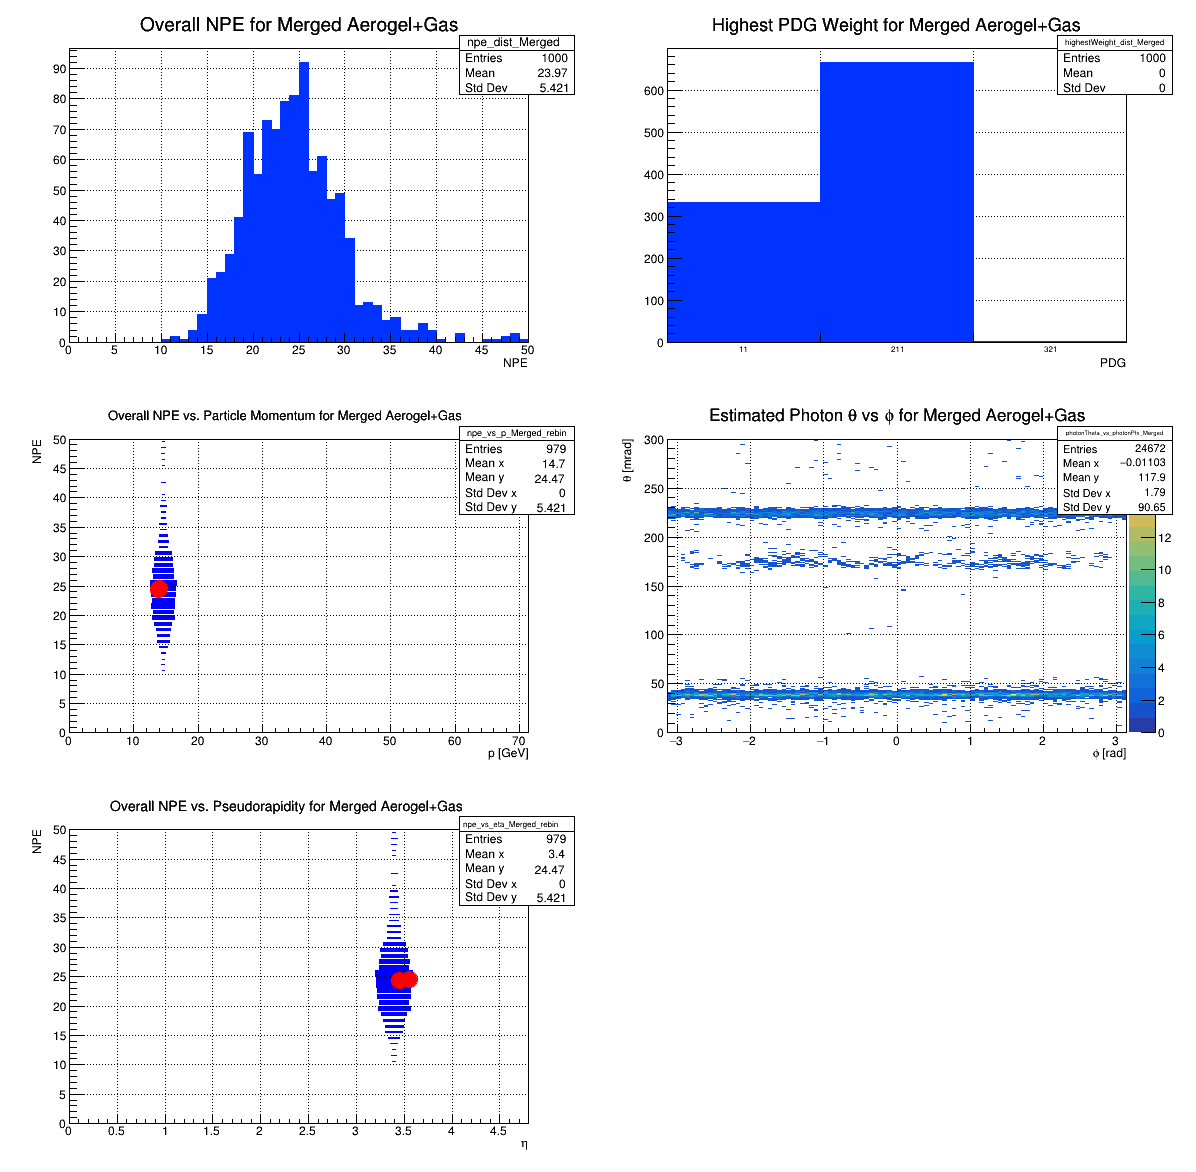 Overall NPE for Merged Aerogel+Gas
npe_dist_Merged
Entries 1000
Mean 23.97
Std Dev 5.421
90
80
70
60
50
40
30
20
10
0
0 5 10 15 20 25 30 35 40 45 50
NPE
Highest PDG Weight for Merged Aerogel+Gas
highestWeight_dist_Merged
Entries 1000
Mean 0
Std Dev 0
600
500
400
300
200
100
0
11 211 321
PDG
Overall NPE vs. Particle Momentum for Merged Aerogel+Gas
npe_vs_p_Merged_rebin
Entries 979
Mean x 14.7
Mean y 24.47
Std Dev x 0
Std Dev y 5.421
NPE
50
45
40
35
30
25
20
15
10
5
0
0 10 20 30 40 50 60 70
p [GeV]
Estimated Photon θ vs ϕ for Merged Aerogel+Gas
photonTheta_vs_photonPhi_Merged
Entries 24672
Mean x −0.01103
Mean y 117.9
Std Dev x 1.79
Std Dev y 90.65
θ [mrad]
300
250
200
150
100
50
0
−3 −2 −1 0 1 2 3
ϕ [rad]
12
10
8
6
4
2
0
Overall NPE vs. Pseudorapidity for Merged Aerogel+Gas
npe_vs_eta_Merged_rebin
Entries 979
Mean x 3.4
Mean y 24.47
Std Dev x 0
Std Dev y 5.421
NPE
50
45
40
35
30
25
20
15
10
5
0
0 0.5 1 1.5 2 2.5 3 3.5 4 4.5
η